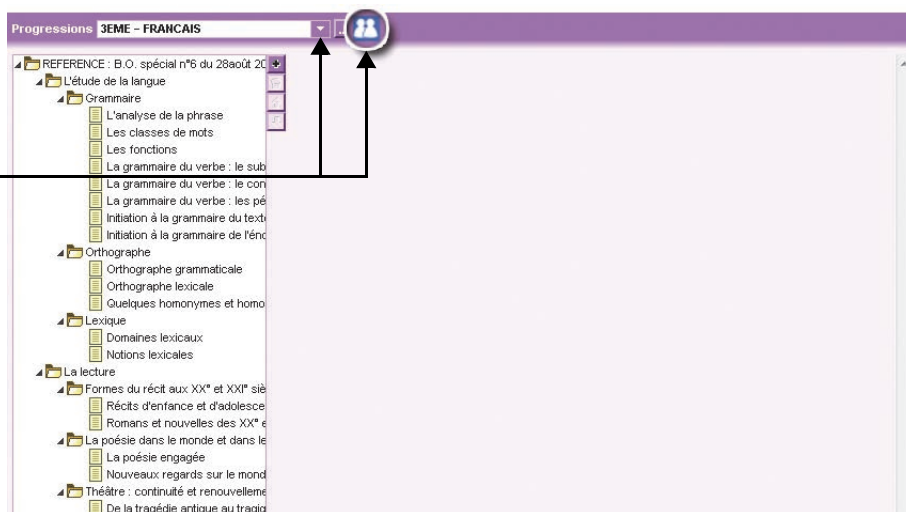 Progressions 3EME – FRANCAIS
REFERENCE : B.O. spécial n°6 du 28août 20
L'étude de la langue
Grammaire
L'analyse de la phrase
Les classes de mots
Les fonctions
La grammaire du verbe : le sub
La grammaire du verbe : le con
La grammaire du verbe : les pé
Initiation à la grammaire du text
Initiation à la grammaire de l'énc
Orthographe
Orthographe grammaticale
Orthographe lexicale
Quelques homonymes et homo
Lexique
Domaines lexicaux
Notions lexicales
La lecture
Formes du récit aux XX° et XXI° siè
Récits d'enfance et d'adolesce
Romans et nouvelles des XX° e
La poésie dans le monde et dans le
La poésie engagée
Nouveaux regards sur le mond
Théâtre : continuité et renouvelleme
De la tragédie antique au tragiq